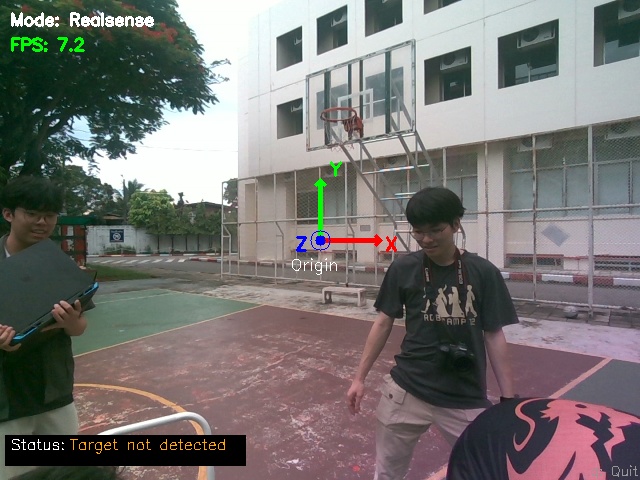 Mode: Realsense
FPS: 7.2
Y
Z
X
Origin
Status: Target not detected
Quit